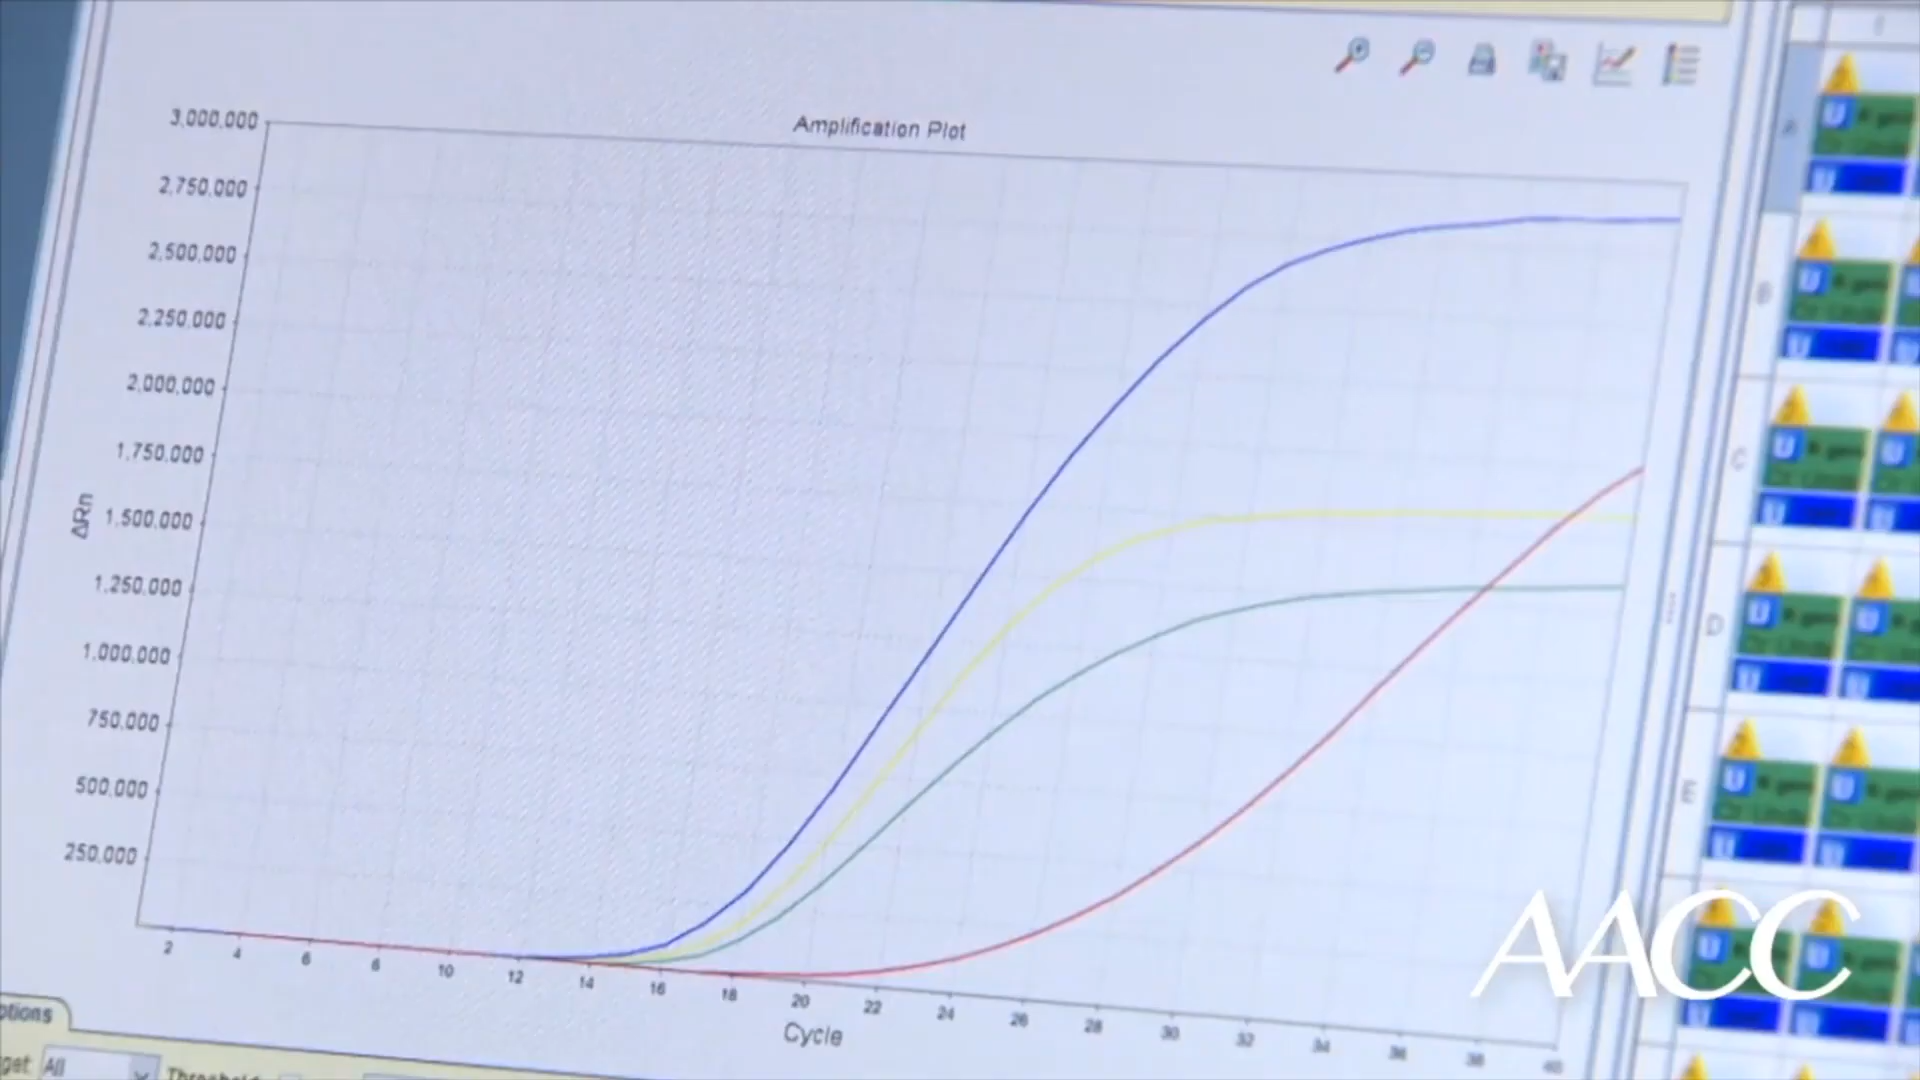 Amplification Plot
3,000,000
2,750,000
2,500,000
2,250,000
2,000,000
1,750,000
1,500,000
1,250,000
1,000,000
750,000
500,000
250,000
ΔRn
2 4 6 8 10 12 14 16 18 20 22 24 26 28 30 32 34 36 38 40
Cycle
A
B
C
D
E
All
AACC